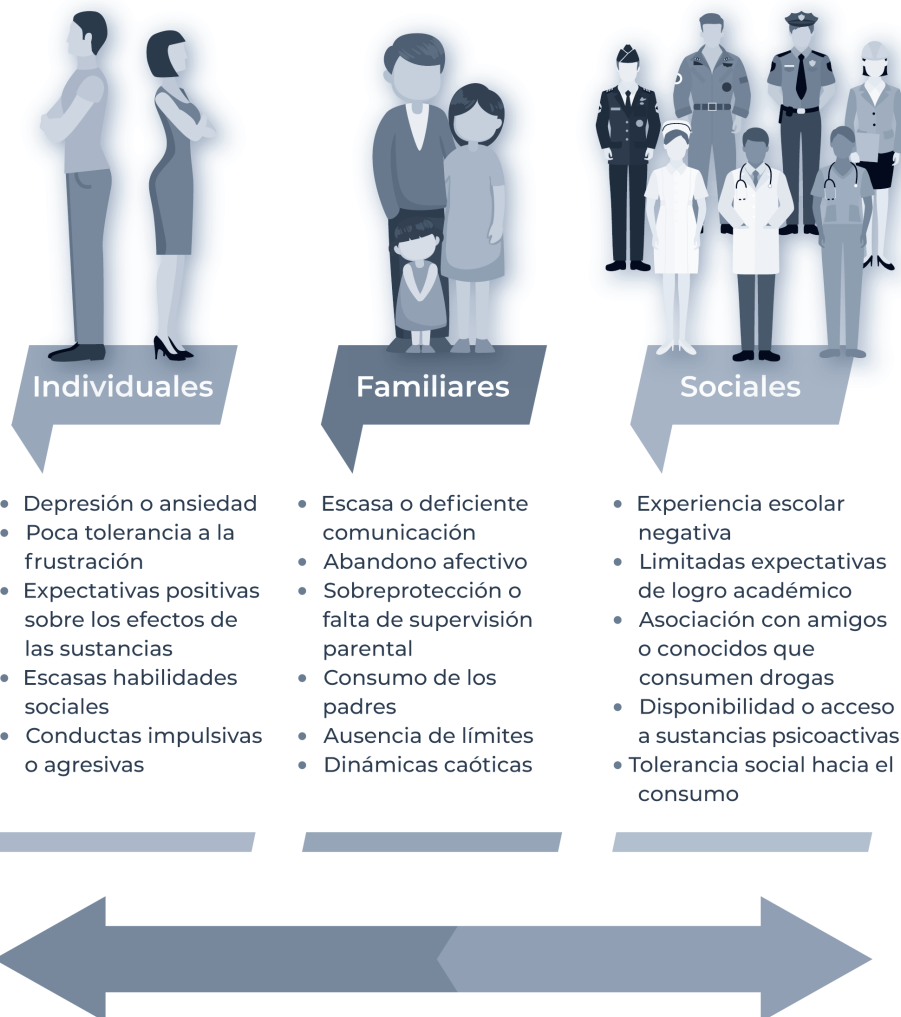 Individuales
Depresión o ansiedad
Poca tolerancia a la
frustración
Expectativas positivas
sobre los efectos de
las sustancias
Escasas habilidades
sociales
Conductas impulsivas
o agresivas
Familiares
Escasa o deficiente
comunicación
Abandono afectivo
Sobreprotección o
falta de supervisión
parental
Consumo de los
padres
Ausencia de límites
Dinámicas caóticas
Sociales
Experiencia escolar
negativa
Limitadas expectativas
de logro académico
Asociación con amigos
o conocidos que
consumen drogas
Disponibilidad o acceso
a sustancias psicoactivas
Tolerancia social hacia el
consumo